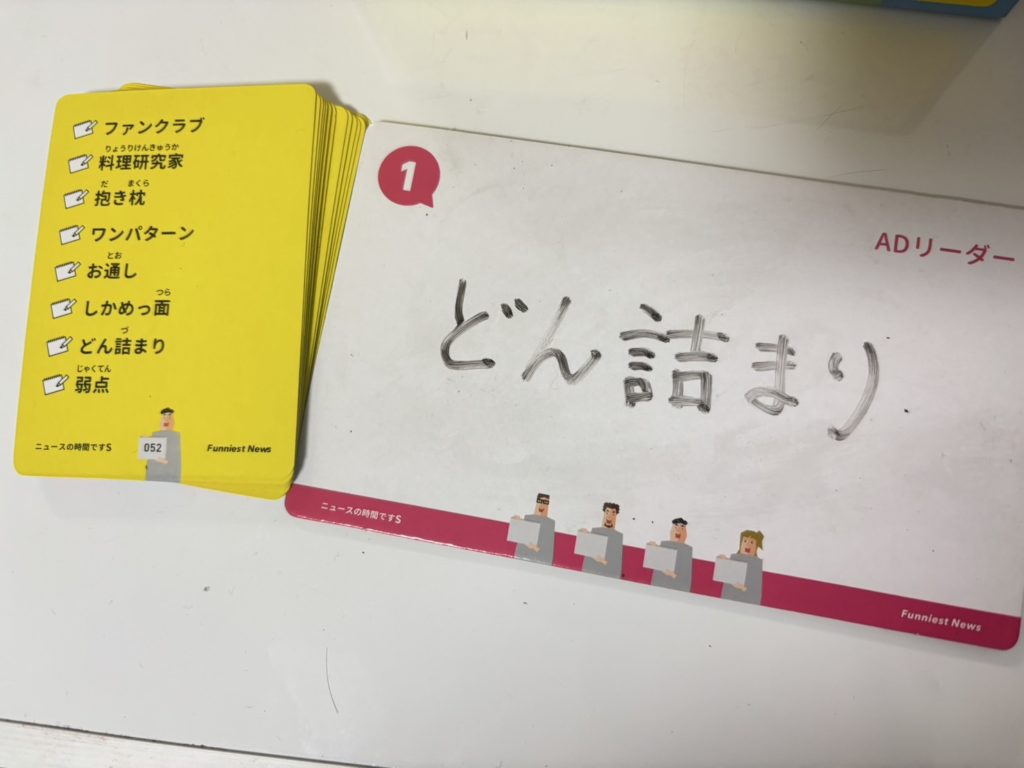 ファンクラブ
りょうりけんきゅうか
料理研究家
だ まくら
抱き枕
ワンパターン
とお
お通し
つら
しかめっ面
づ
どん詰まり
じゃくてん
弱点
ニュースの時間ですS
052
Funniest News
1
ADリーダー
どん詰まり
ニュースの時間ですS
Funniest News